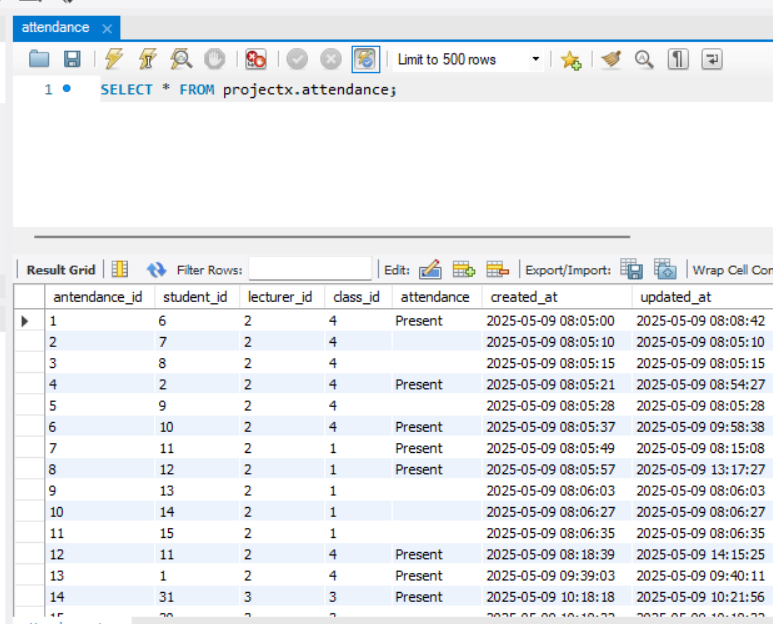 attendance
Limit to 500 rows
1 SELECT * FROM projectx.attendance;
Result Grid Filter Rows: Edit: Export/Import: Wrap Cell Con
antendance_id student_id lecturer_id class_id attendance created_at updated_at
1 6 2 4 Present 2025-05-09 08:05:00 2025-05-09 08:08:42
2 7 2 4 2025-05-09 08:05:10 2025-05-09 08:05:10
3 8 2 4 2025-05-09 08:05:15 2025-05-09 08:05:15
4 2 2 4 Present 2025-05-09 08:05:21 2025-05-09 08:54:27
5 9 2 4 2025-05-09 08:05:28 2025-05-09 08:05:28
6 10 2 4 Present 2025-05-09 08:05:37 2025-05-09 09:58:38
7 11 2 1 Present 2025-05-09 08:05:49 2025-05-09 08:15:08
8 12 2 1 Present 2025-05-09 08:05:57 2025-05-09 13:17:27
9 13 2 1 2025-05-09 08:06:03 2025-05-09 08:06:03
10 14 2 1 2025-05-09 08:06:27 2025-05-09 08:06:27
11 15 2 1 2025-05-09 08:06:35 2025-05-09 08:06:35
12 11 2 4 Present 2025-05-09 08:18:39 2025-05-09 14:15:25
13 1 2 4 Present 2025-05-09 09:39:03 2025-05-09 09:40:11
14 31 3 3 Present 2025-05-09 10:18:18 2025-05-09 10:21:56